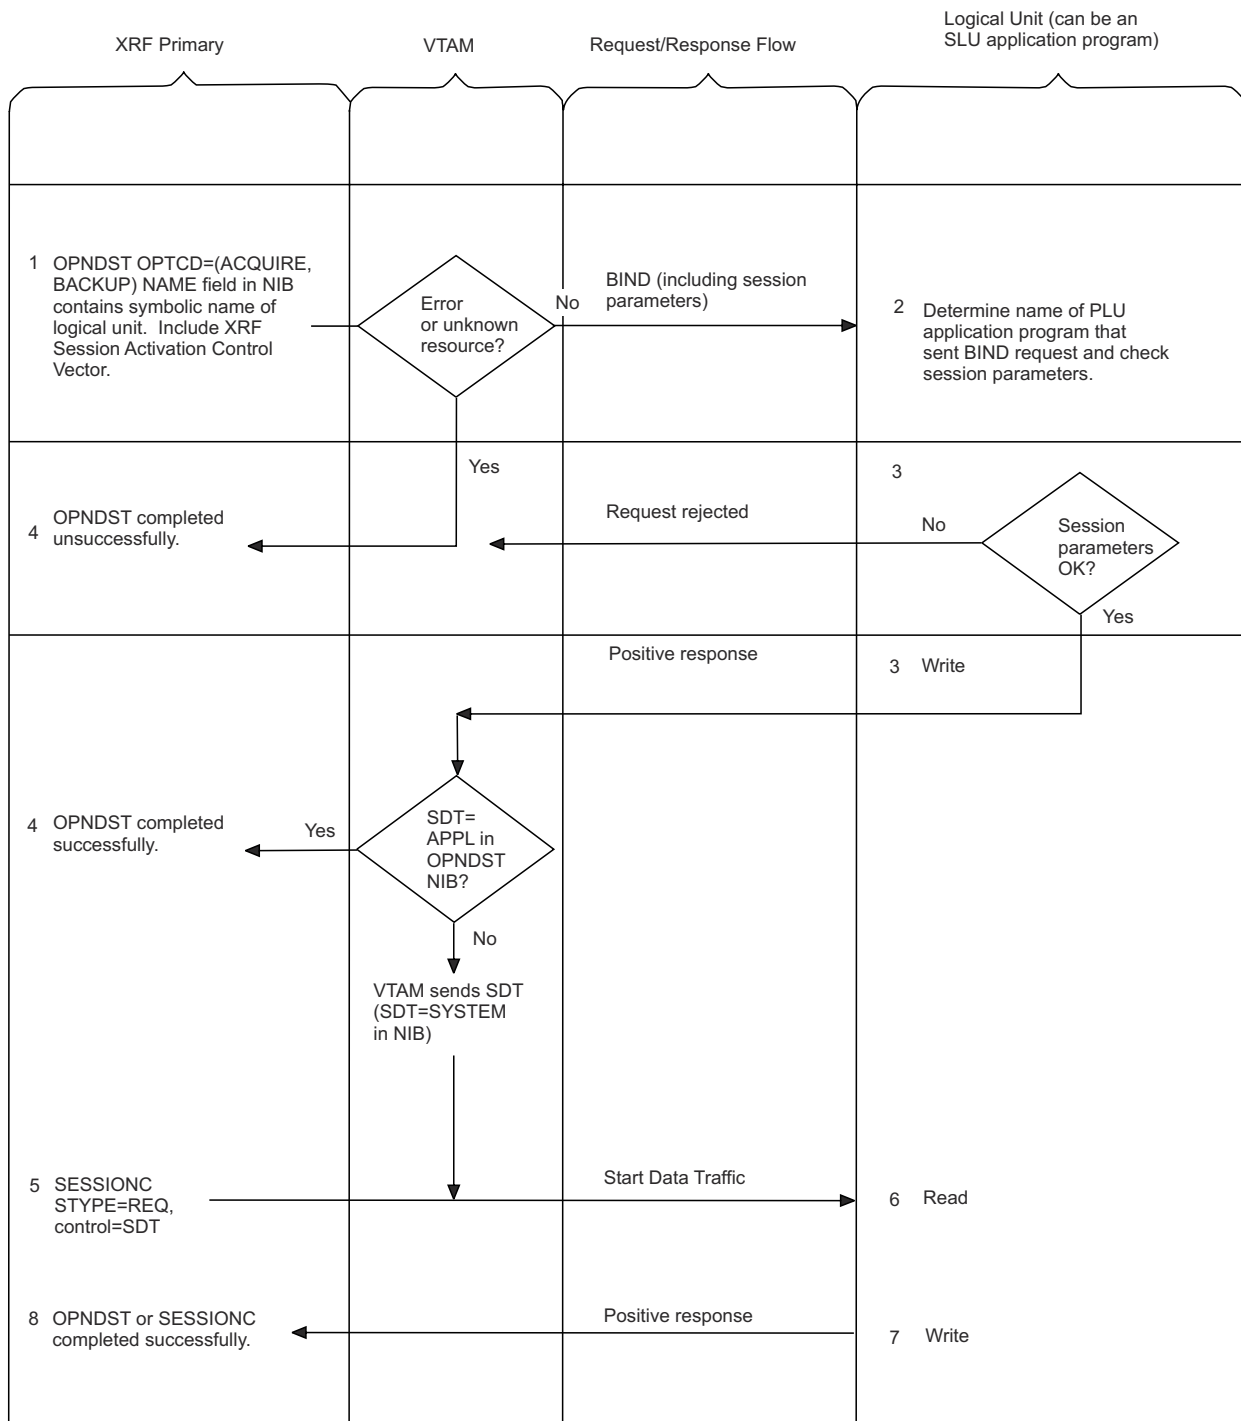 XRF Primary
VTAM
Request/Response Flow
Logical Unit (can be an
SLU application program)
1 OPNDST OPTCD=(ACQUIRE,
BACKUP) NAME field in NIB
contains symbolic name of
logical unit. Include XRF
Session Activation Control
Vector.
Error
or unknown
resource?
No
BIND (including session
parameters)
2 Determine name of PLU
application program that
sent BIND request and check
session parameters.
Yes
3
4 OPNDST completed
unsuccessfully.
Request rejected
No
Session
parameters
OK?
Yes
Positive response
3 Write
4 OPNDST completed
successfully.
Yes
SDT=
APPL in
OPNDST
NIB?
No
VTAM sends SDT
(SDT=SYSTEM
in NIB)
5 SESSIONC
STYPE=REQ,
control=SDT
Start Data Traffic
6 Read
8 OPNDST or SESSIONC
completed successfully.
Positive response
7 Write